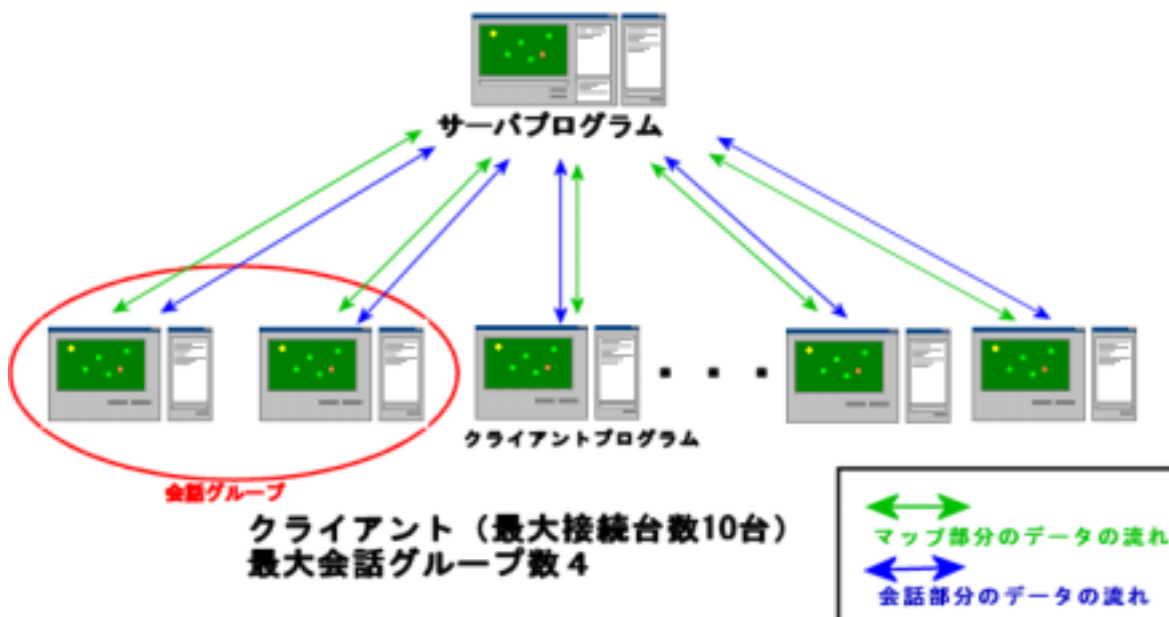 サーバプログラム
クライアントプログラム
会話グループ
クライアント（最大接続台数10台）
最大会話グループ数４
マップ部分のデータの流れ
会話部分のデータの流れ